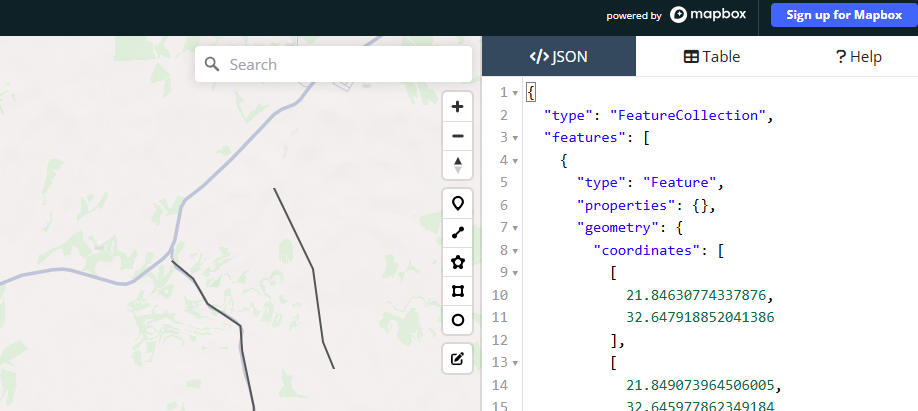 powered by mapbox
Sign up for Mapbox
Search
</> JSON
Table
? Help
1 {
2 "type": "FeatureCollection",
3 "features": [
4 {
5 "type": "Feature",
6 "properties": {},
7 "geometry": {
8 "coordinates": [
9 [
10 21.84630774337876,
11 32.647918852041386
12 ],
13 [
14 21.849073964506005,
15 32.645977862349184